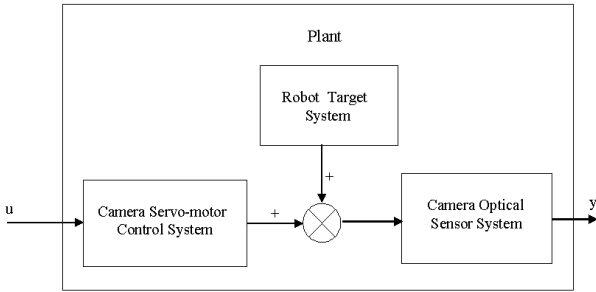 Plant
Robot Target
System
+
u
Camera Servo-motor
Control System
+
Camera Optical
Sensor System
y